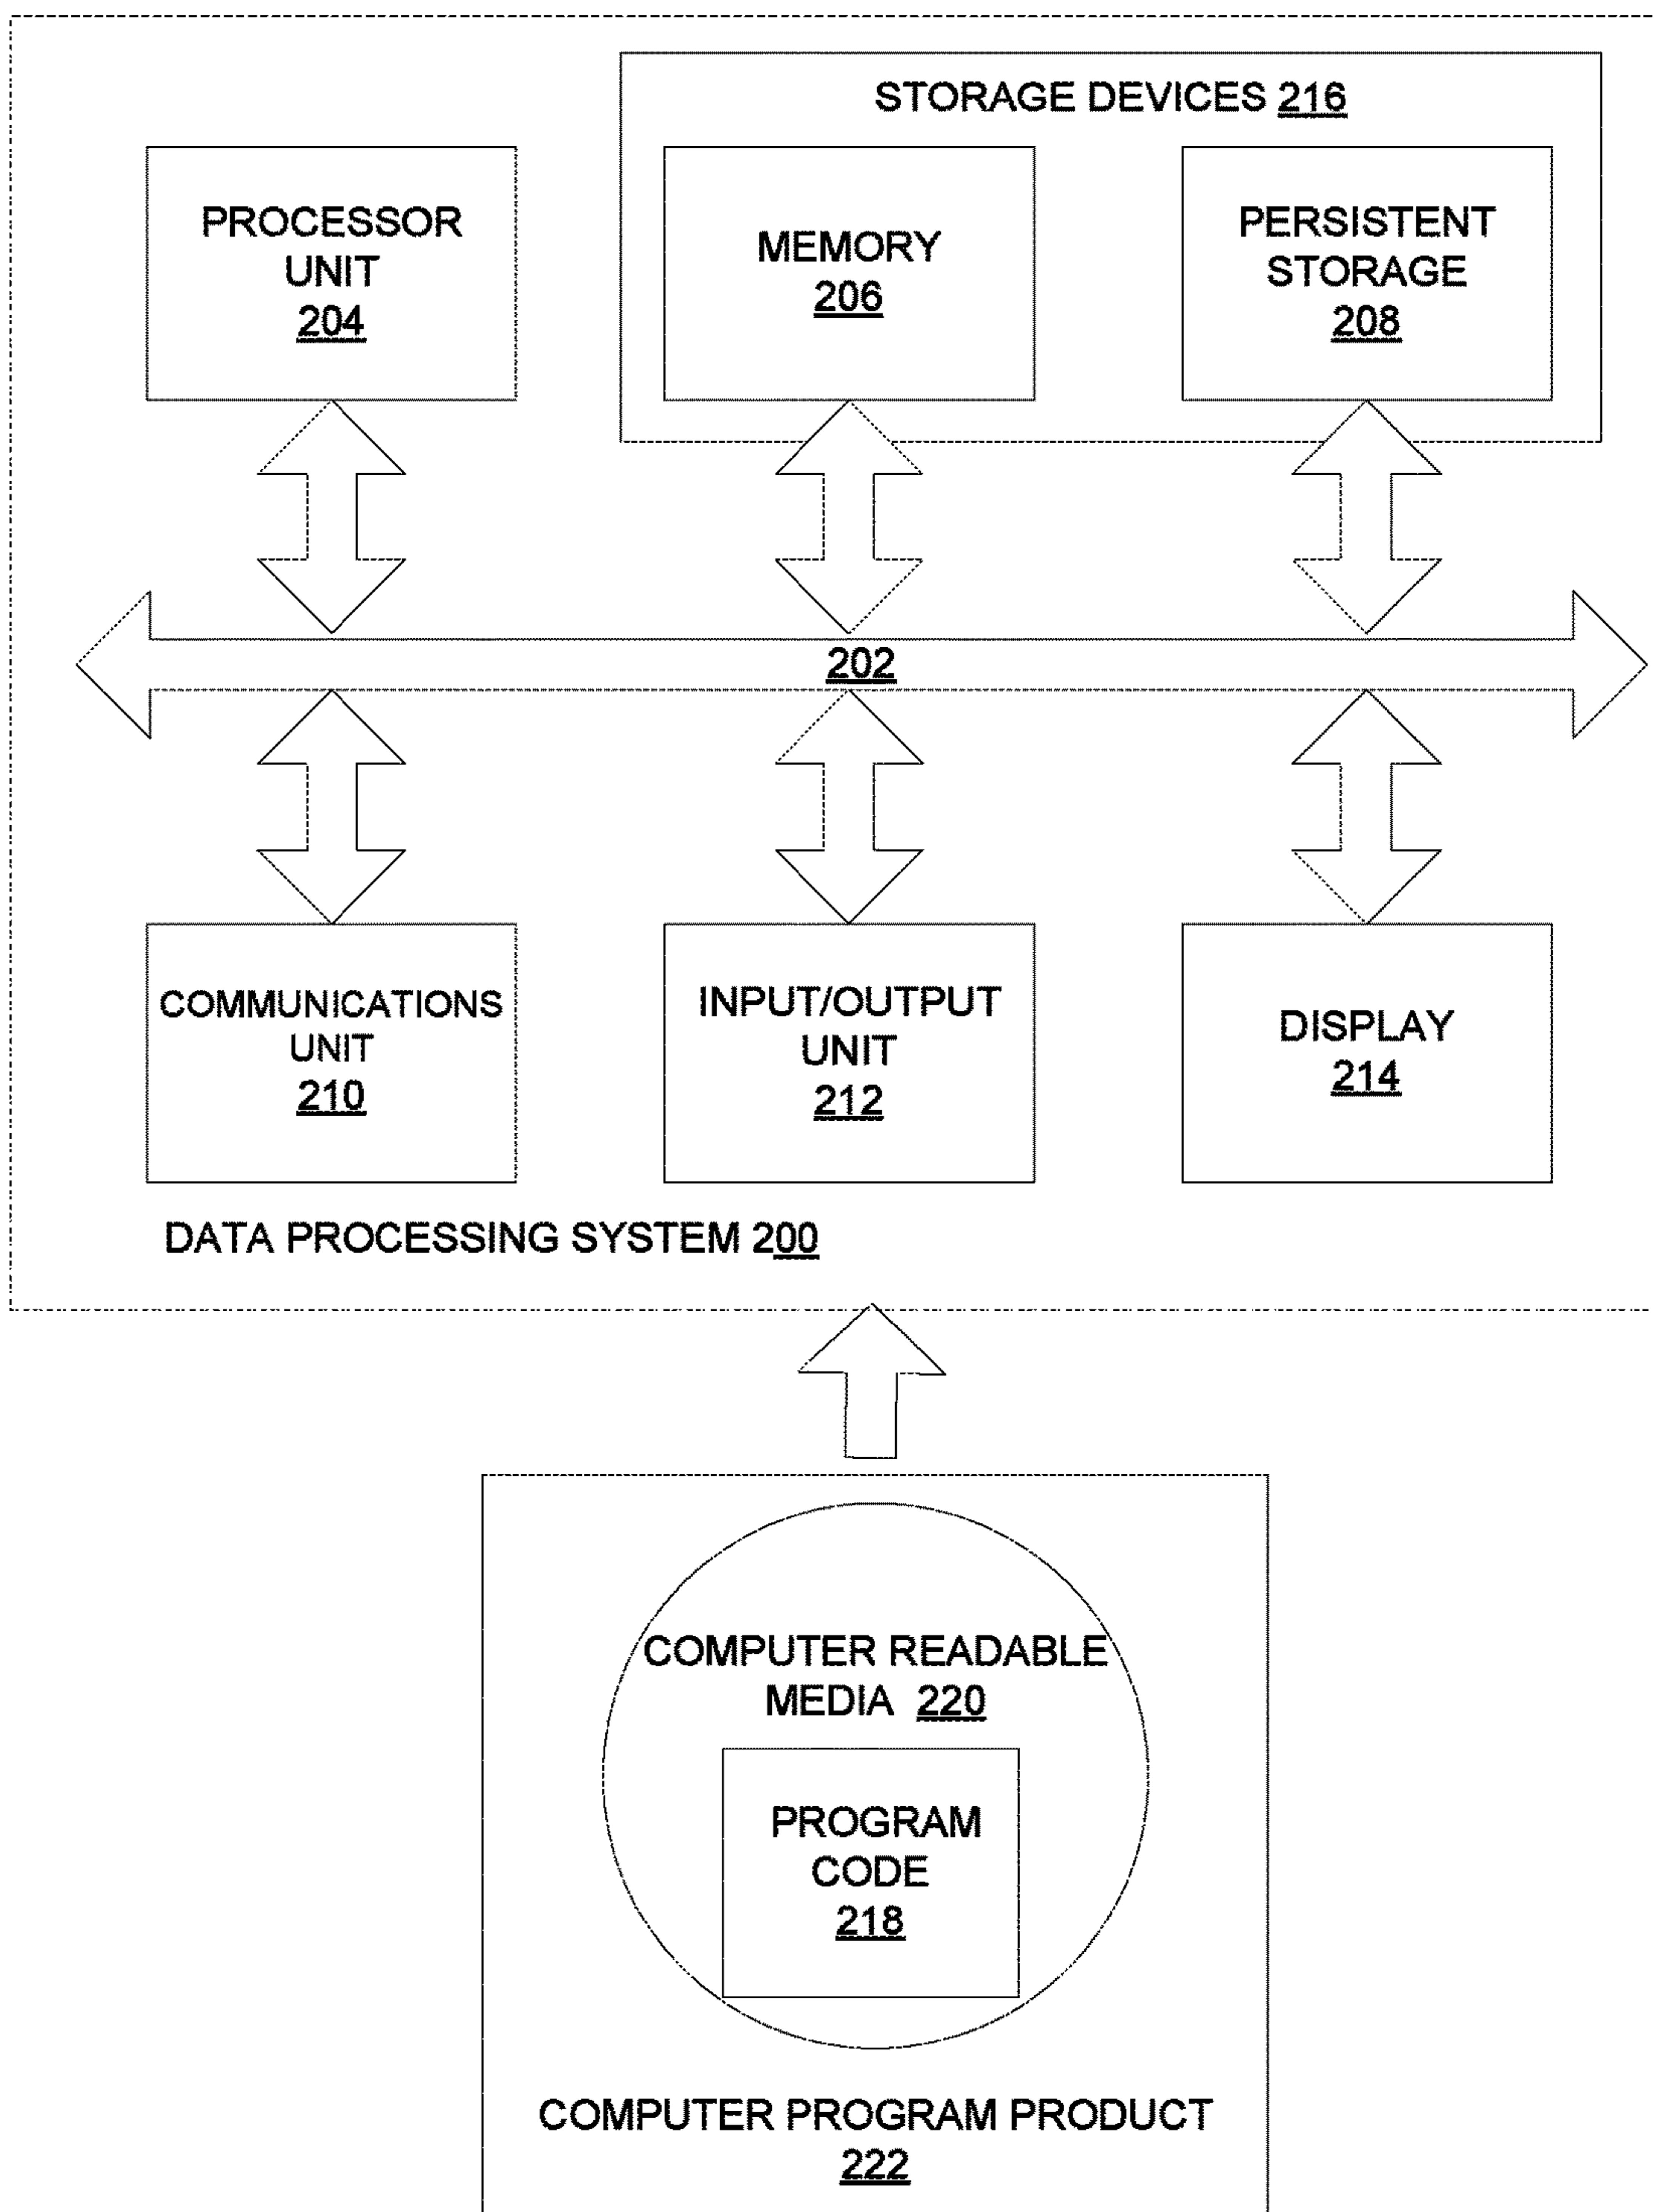 STORAGE DEVICES 216
PROCESSOR
UNIT
204
MEMORY
206
PERSISTENT
STORAGE
208
202
COMMUNICATIONS
UNIT
210
INPUT/OUTPUT
UNIT
212
DISPLAY
214
DATA PROCESSING SYSTEM 200
COMPUTER READABLE
MEDIA 220
PROGRAM
CODE
218
COMPUTER PROGRAM PRODUCT
222